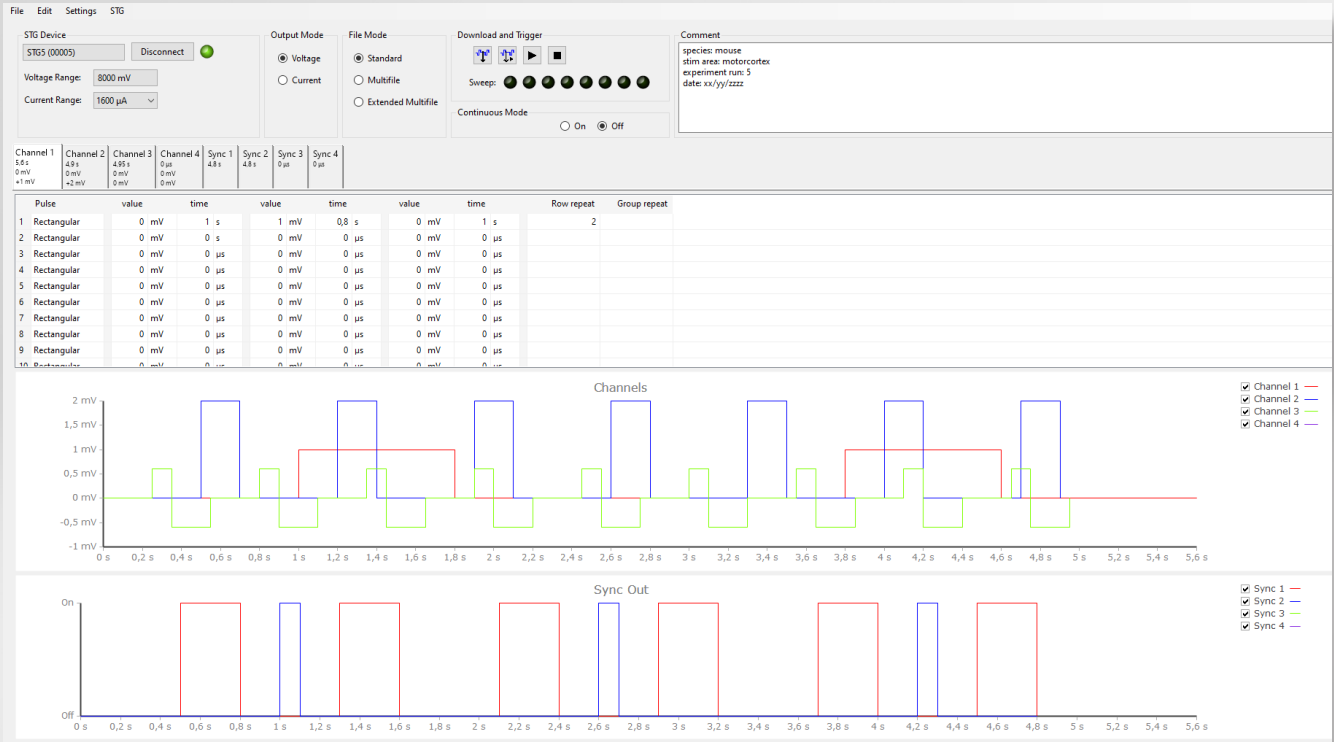 File Edit Settings STG
STG Device
STG5 (00005) Disconnect
Voltage Range: 8000 mV
Current Range: 1600 µA
Output Mode
Voltage
Current
File Mode
Standard
Multifile
Extended Multifile
Download and Trigger
Sweep:
Continuous Mode
On Off
Comment
species: mouse
stim area: motorcortex
experiment run: 5
date: xx/yy/zzzz
Channel 1 Channel 2 Channel 3 Channel 4 Sync 1 Sync 2 Sync 3 Sync 4
5,6 s 4,9 s 4,95 s 0 µs 4,8 s 4,8 s 0 µs 0 µs
0 mV 0 mV 0 mV 0 mV
+1 mV +2 mV 0 mV 0 mV
Pulse value time value time value time Row repeat Group repeat
1 Rectangular 0 mV 1 s 1 mV 0,8 s 0 mV 1 s 2
2 Rectangular 0 mV 0 s 0 mV 0 µs 0 mV 0 µs
3 Rectangular 0 mV 0 µs 0 mV 0 µs 0 mV 0 µs
4 Rectangular 0 mV 0 µs 0 mV 0 µs 0 mV 0 µs
5 Rectangular 0 mV 0 µs 0 mV 0 µs 0 mV 0 µs
6 Rectangular 0 mV 0 µs 0 mV 0 µs 0 mV 0 µs
7 Rectangular 0 mV 0 µs 0 mV 0 µs 0 mV 0 µs
8 Rectangular 0 mV 0 µs 0 mV 0 µs 0 mV 0 µs
9 Rectangular 0 mV 0 µs 0 mV 0 µs 0 mV 0 µs
10 Rectangular 0 mV 0 µs 0 mV 0 µs 0 mV 0 µs
Channels
2 mV
1,5 mV
1 mV
0,5 mV
0 mV
-0,5 mV
-1 mV
0 s 0,2 s 0,4 s 0,6 s 0,8 s 1 s 1,2 s 1,4 s 1,6 s 1,8 s 2 s 2,2 s 2,4 s 2,6 s 2,8 s 3 s 3,2 s 3,4 s 3,6 s 3,8 s 4 s 4,2 s 4,4 s 4,6 s 4,8 s 5 s 5,2 s 5,4 s 5,6 s
Channel 1
Channel 2
Channel 3
Channel 4
Sync Out
On
Off
0 s 0,2 s 0,4 s 0,6 s 0,8 s 1 s 1,2 s 1,4 s 1,6 s 1,8 s 2 s 2,2 s 2,4 s 2,6 s 2,8 s 3 s 3,2 s 3,4 s 3,6 s 3,8 s 4 s 4,2 s 4,4 s 4,6 s 4,8 s 5 s 5,2 s 5,4 s 5,6 s
Sync 1
Sync 2
Sync 3
Sync 4